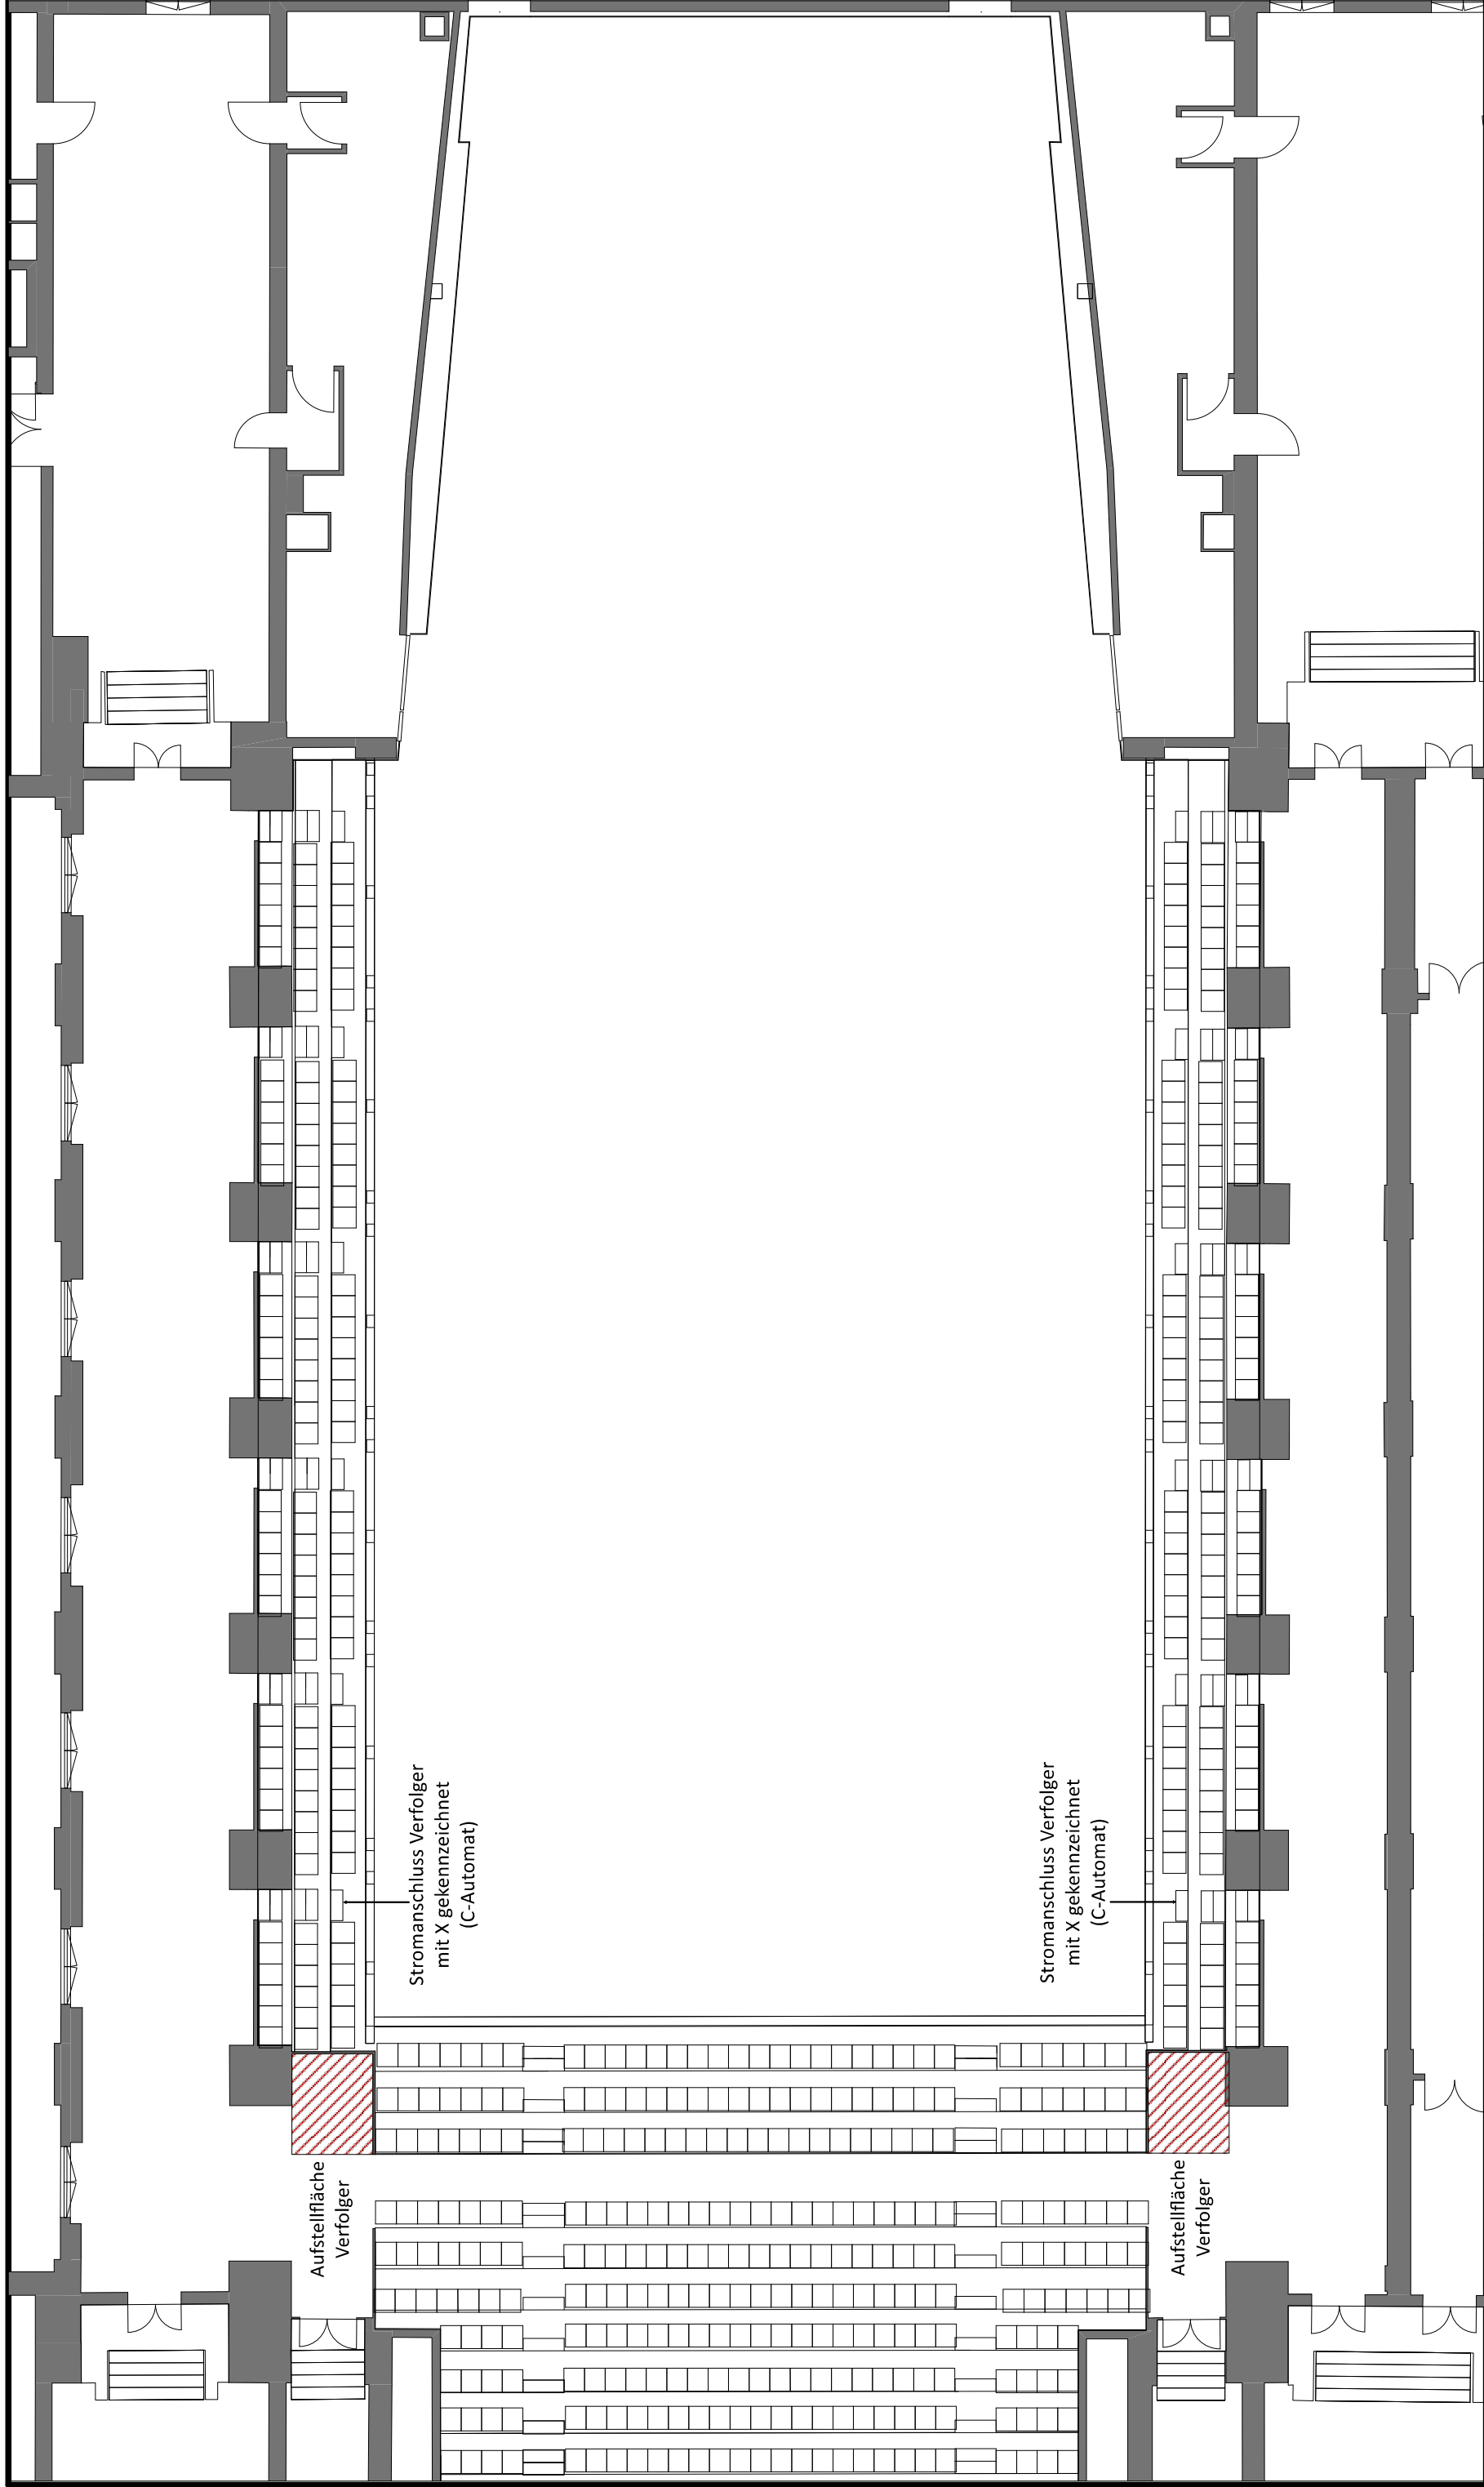 Stromanschluss Verfolger
mit X gekennzeichnet
(C-Automat)
Stromanschluss Verfolger
mit X gekennzeichnet
(C-Automat)
Aufstellfläche
Verfolger
Aufstellfläche
Verfolger